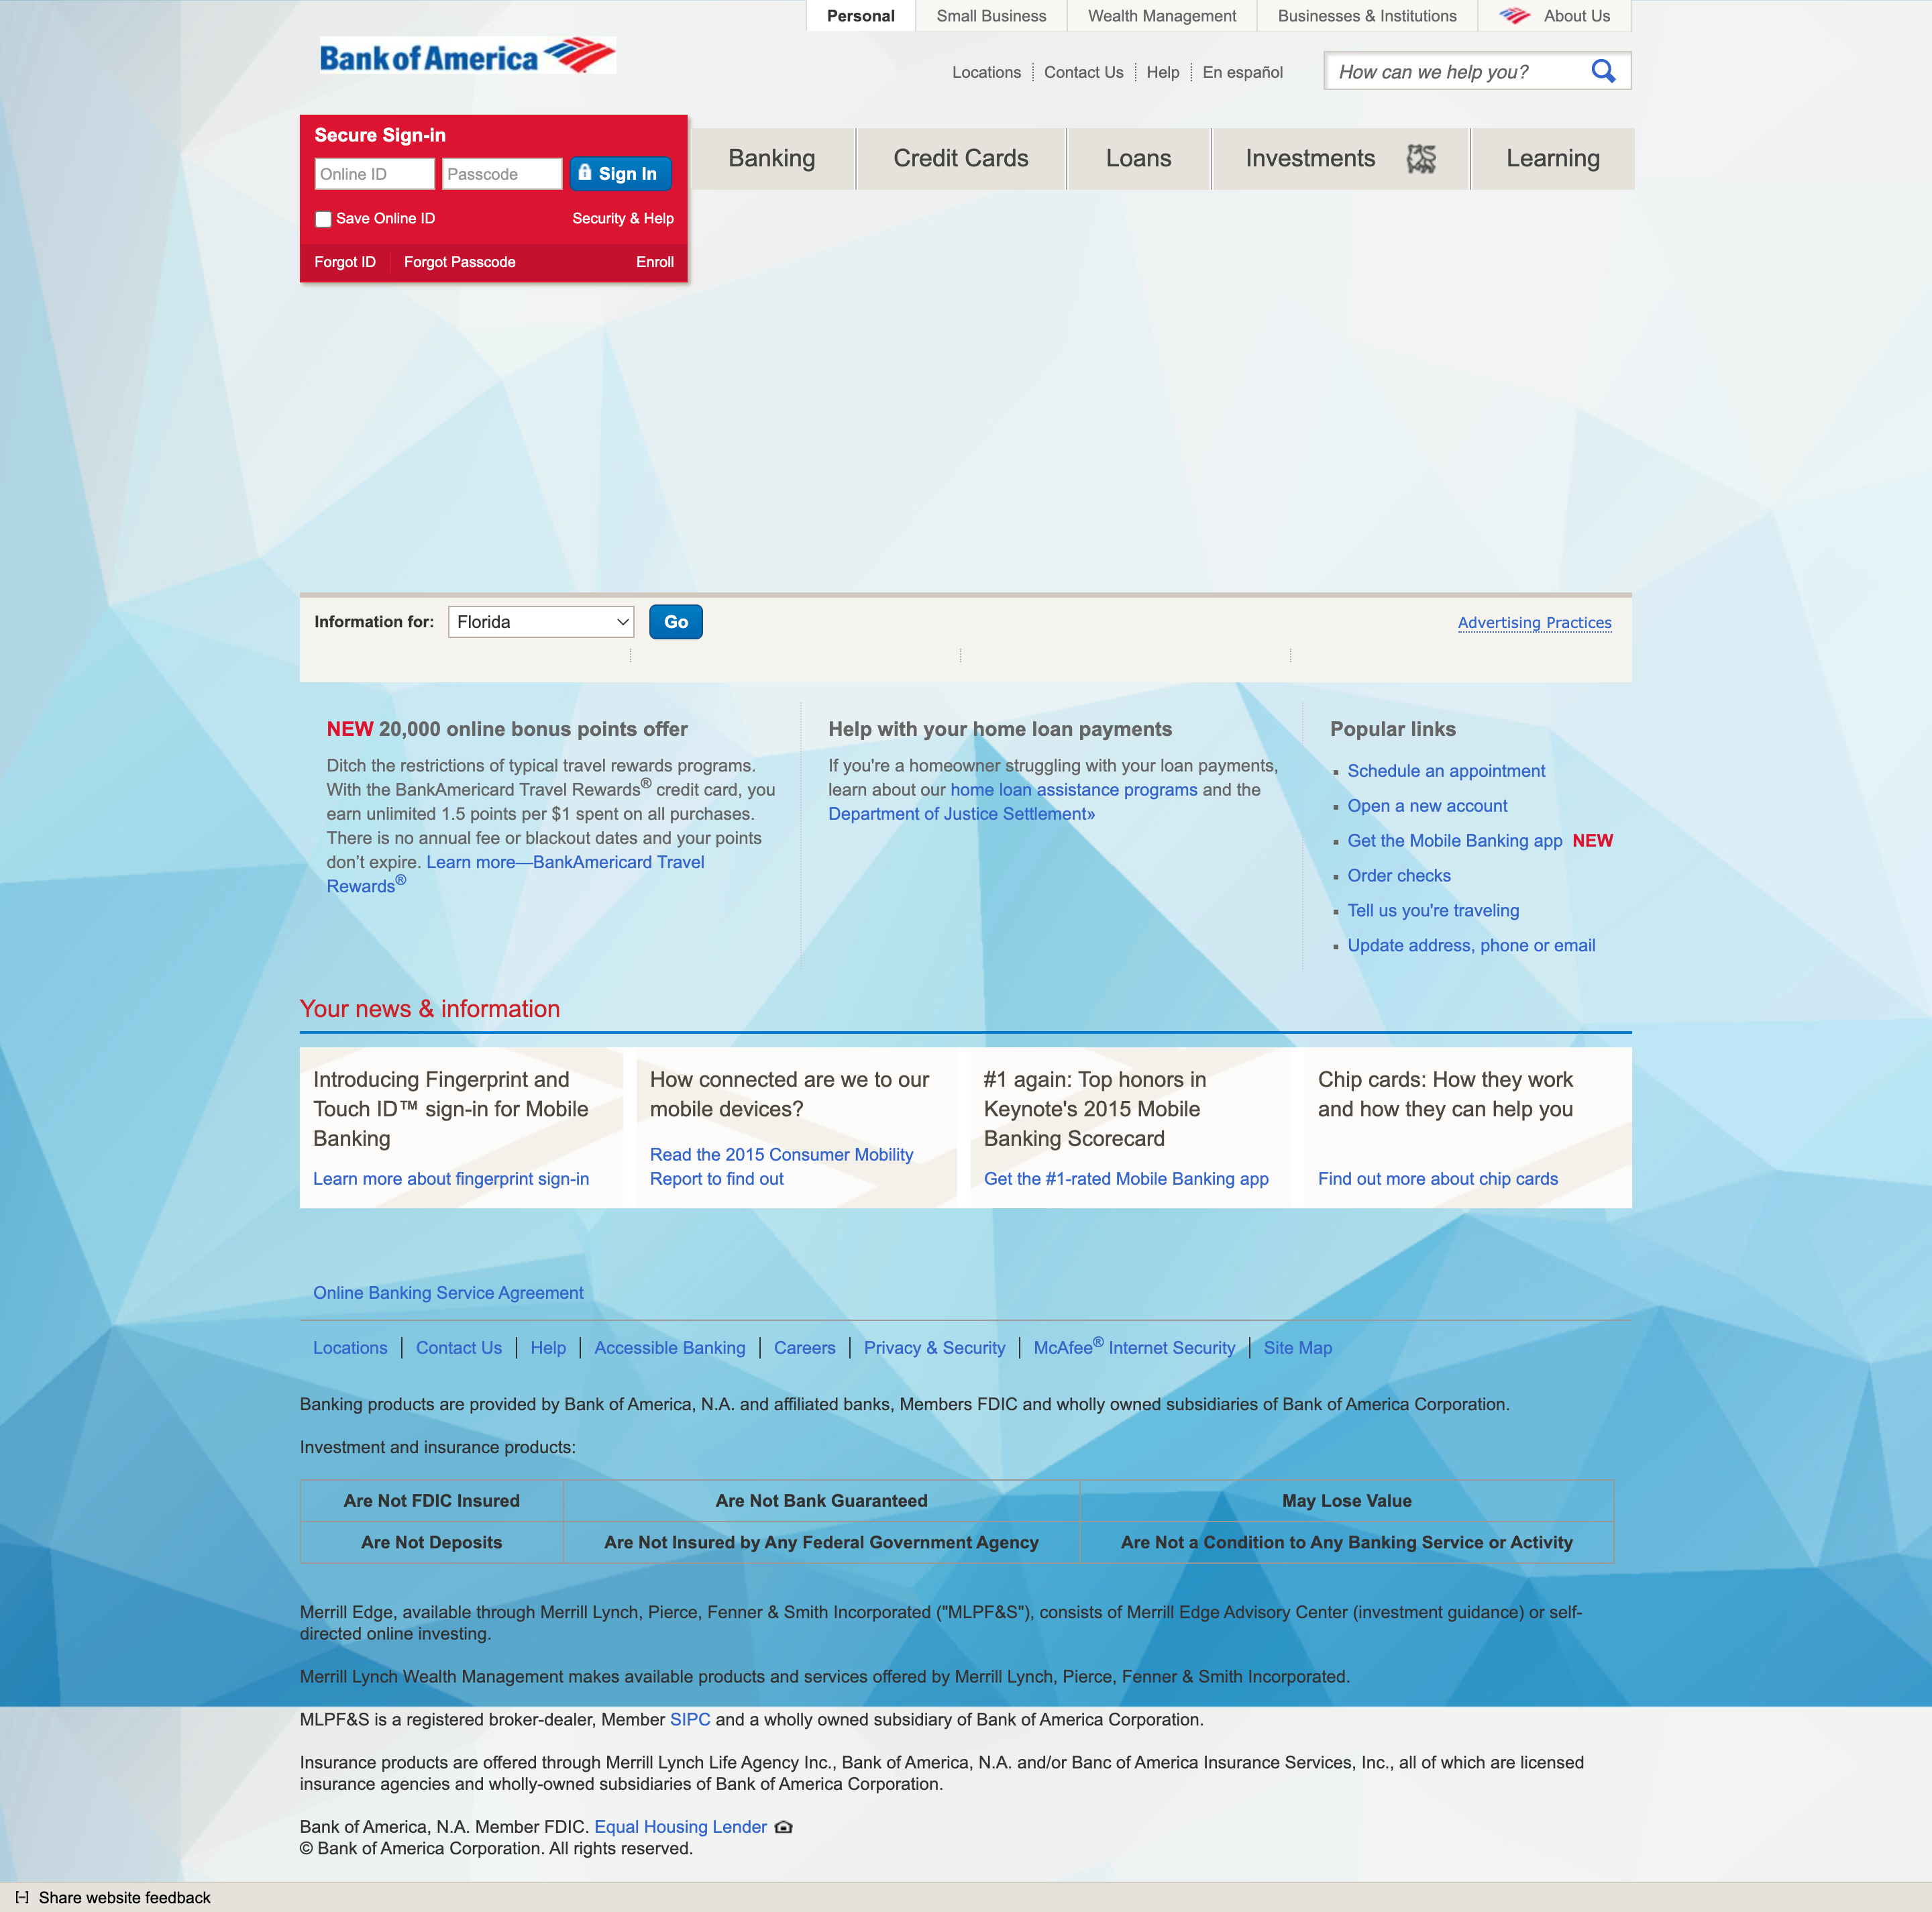 Personal
Small Business
Wealth Management
Businesses & Institutions
About Us
Bank of America
Locations
Contact Us
Help
En español
How can we help you?
Secure Sign-in
Online ID
Passcode
Sign In
Save Online ID
Security & Help
Forgot ID
Forgot Passcode
Enroll
Banking
Credit Cards
Loans
Investments
Learning
Information for:
Florida
Go
Advertising Practices
NEW 20,000 online bonus points offer
Ditch the restrictions of typical travel rewards programs.
With the BankAmericard Travel Rewards® credit card, you
earn unlimited 1.5 points per $1 spent on all purchases.
There is no annual fee or blackout dates and your points
don't expire. Learn more—BankAmericard Travel
Rewards®
Help with your home loan payments
If you're a homeowner struggling with your loan payments,
learn about our home loan assistance programs and the
Department of Justice Settlement»
Popular links
Schedule an appointment
Open a new account
Get the Mobile Banking app NEW
Order checks
Tell us you're traveling
Update address, phone or email
Your news & information
Introducing Fingerprint and
Touch ID™ sign-in for Mobile
Banking
Learn more about fingerprint sign-in
How connected are we to our
mobile devices?
Read the 2015 Consumer Mobility
Report to find out
#1 again: Top honors in
Keynote's 2015 Mobile
Banking Scorecard
Get the #1-rated Mobile Banking app
Chip cards: How they work
and how they can help you
Find out more about chip cards
Online Banking Service Agreement
Locations
Contact Us
Help
Accessible Banking
Careers
Privacy & Security
McAfee® Internet Security
Site Map
Banking products are provided by Bank of America, N.A. and affiliated banks, Members FDIC and wholly owned subsidiaries of Bank of America Corporation.
Investment and insurance products:
Are Not FDIC Insured
Are Not Bank Guaranteed
May Lose Value
Are Not Deposits
Are Not Insured by Any Federal Government Agency
Are Not a Condition to Any Banking Service or Activity
Merrill Edge, available through Merrill Lynch, Pierce, Fenner & Smith Incorporated ("MLPF&S"), consists of Merrill Edge Advisory Center (investment guidance) or self-
directed online investing.
Merrill Lynch Wealth Management makes available products and services offered by Merrill Lynch, Pierce, Fenner & Smith Incorporated.
MLPF&S is a registered broker-dealer, Member SIPC and a wholly owned subsidiary of Bank of America Corporation.
Insurance products are offered through Merrill Lynch Life Agency Inc., Bank of America, N.A. and/or Banc of America Insurance Services, Inc., all of which are licensed
insurance agencies and wholly-owned subsidiaries of Bank of America Corporation.
Bank of America, N.A. Member FDIC. Equal Housing Lender
© Bank of America Corporation. All rights reserved.
[-] Share website feedback